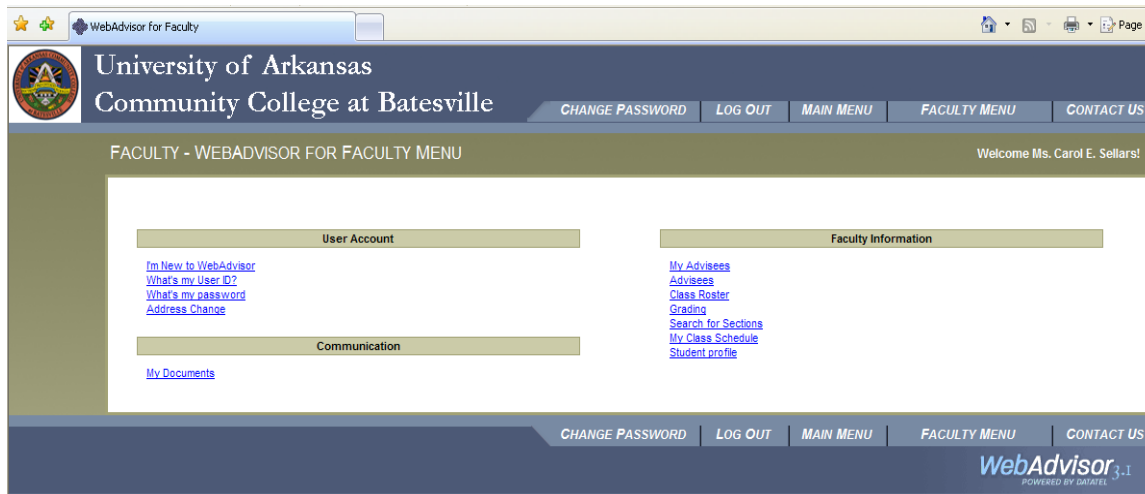 WebAdvisor for Faculty
Page
University of Arkansas
Community College at Batesville
CHANGE PASSWORD LOG OUT MAIN MENU FACULTY MENU CONTACT US
FACULTY - WEBADVISOR FOR FACULTY MENU
Welcome Ms. Carol E. Sellars!
User Account
I'm New to WebAdvisor
What's my User ID?
What's my password
Address Change
Communication
My Documents
Faculty Information
My Advisees
Advisees
Class Roster
Grading
Search for Sections
My Class Schedule
Student profile
CHANGE PASSWORD LOG OUT MAIN MENU FACULTY MENU CONTACT US
WebAdvisor 3.1
POWERED BY DATATEL